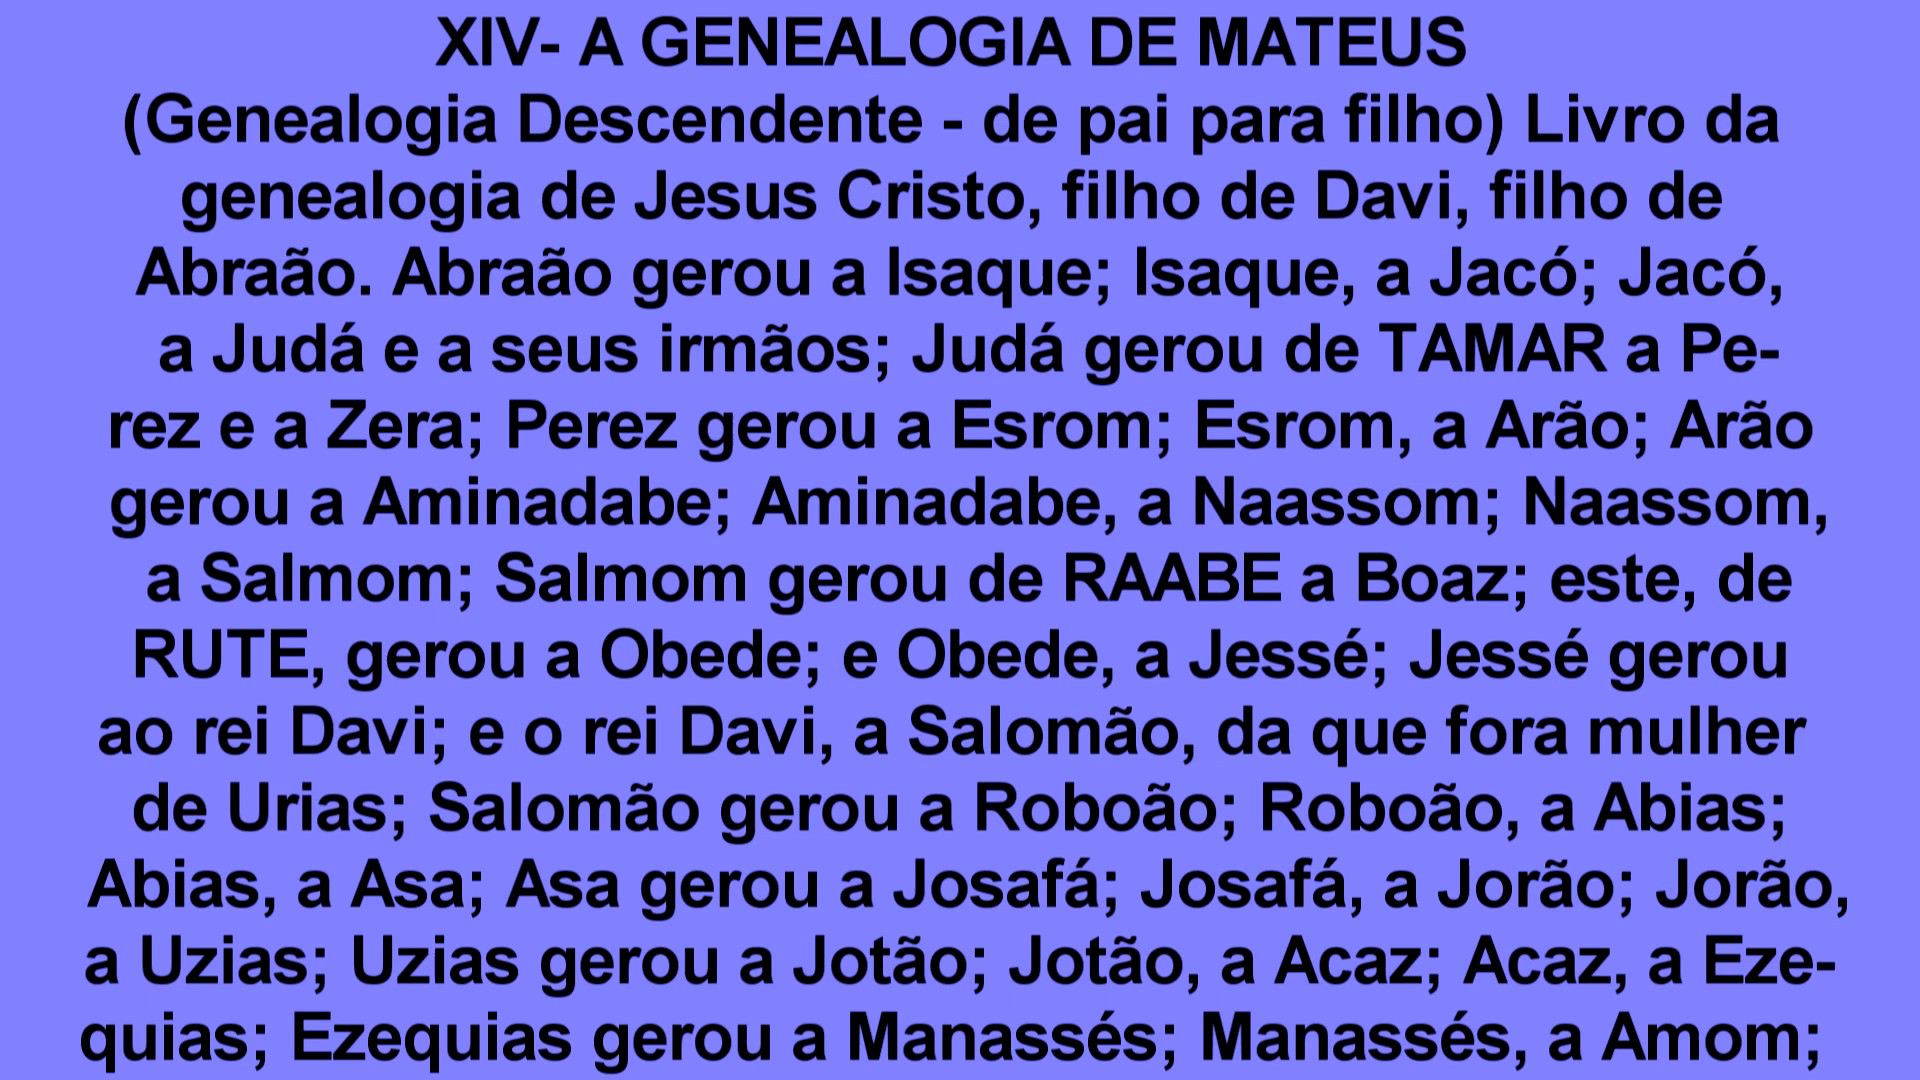 XIV- A GENEALOGIA DE MATEUS
(Genealogia Descendente - de pai para filho) Livro da
genealogia de Jesus Cristo, filho de Davi, filho de
Abraão. Abraão gerou a Isaque; Isaque, a Jacó; Jacó,
a Judá e a seus irmãos; Judá gerou de TAMAR a Pe-
rez e a Zera; Perez gerou a Esrom; Esrom, a Arão; Arão
gerou a Aminadabe; Aminadabe, a Naassom; Naassom,
a Salmom; Salmom gerou de RAABE a Boaz; este, de
RUTE, gerou a Obede; e Obede, a Jessé; Jessé gerou
ao rei Davi; e o rei Davi, a Salomão, da que fora mulher
de Urias; Salomão gerou a Roboão; Roboão, a Abias;
Abias, a Asa; Asa gerou a Josafá; Josafá, a Jorão; Jorão,
a Uzias; Uzias gerou a Jotão; Jotão, a Acaz; Acaz, a Eze-
quias; Ezequias gerou a Manassés; Manassés, a Amom;